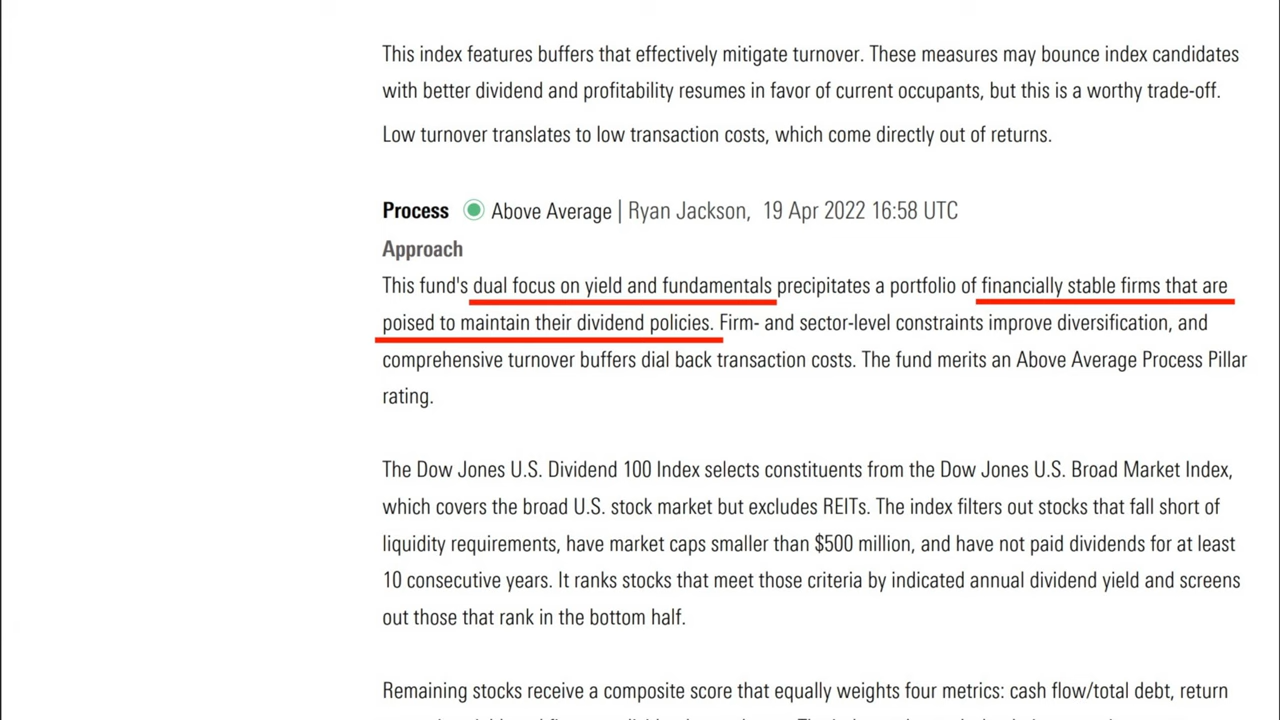 This index features buffers that effectively mitigate turnover. These measures may bounce index candidates
with better dividend and profitability resumes in favor of current occupants, but this is a worthy trade-off.
Low turnover translates to low transaction costs, which come directly out of returns.
Process Above Average | Ryan Jackson, 19 Apr 2022 16:58 UTC
Approach
This fund's dual focus on yield and fundamentals precipitates a portfolio of financially stable firms that are
poised to maintain their dividend policies. Firm- and sector-level constraints improve diversification, and
comprehensive turnover buffers dial back transaction costs. The fund merits an Above Average Process Pillar
rating.
The Dow Jones U.S. Dividend 100 Index selects constituents from the Dow Jones U.S. Broad Market Index,
which covers the broad U.S. stock market but excludes REITs. The index filters out stocks that fall short of
liquidity requirements, have market caps smaller than $500 million, and have not paid dividends for at least
10 consecutive years. It ranks stocks that meet those criteria by indicated annual dividend yield and screens
out those that rank in the bottom half.
Remaining stocks receive a composite score that equally weights four metrics: cash flow/total debt, return